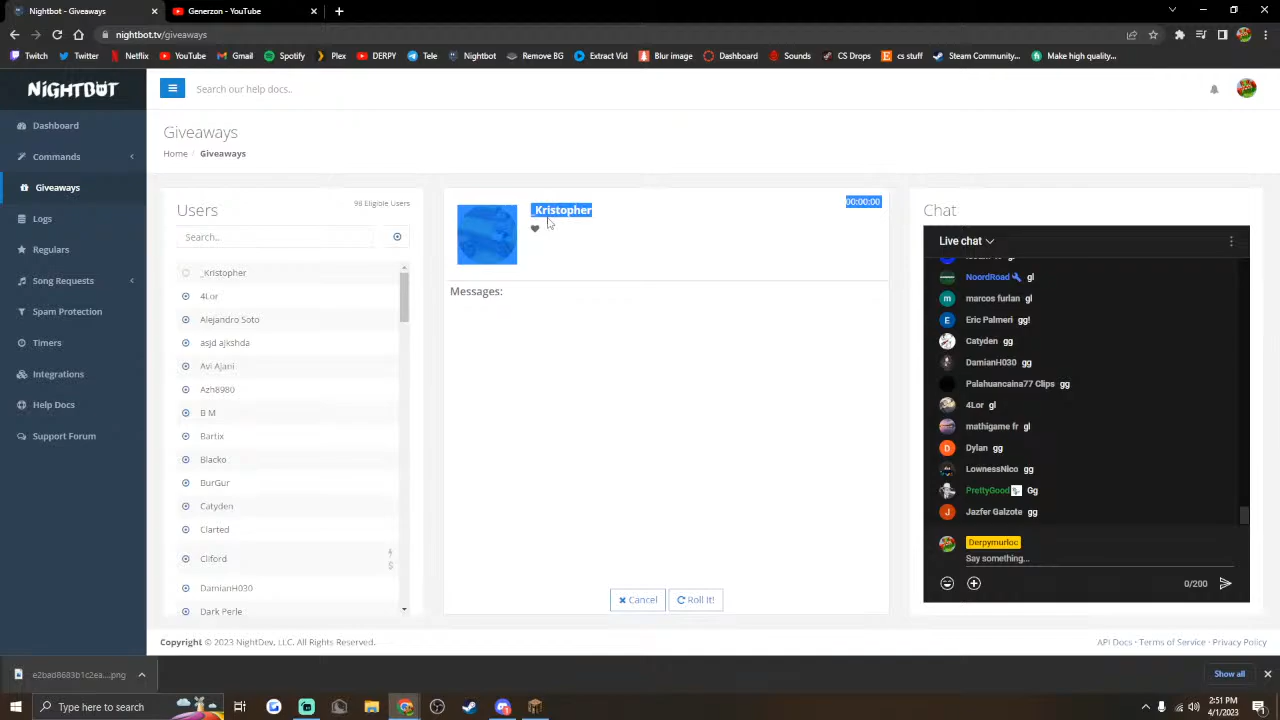 Nightbot - Giveaways
Generzon - YouTube
nightbot.tv/giveaways
Twitch Twitter Netflix YouTube Gmail Spotify Plex DERPY Tele Nightbot Remove BG Extract Vid Blur image Dashboard Sounds CS Drops cs stuff Steam Community... Make high quality...
NIGHTBOT
Search our help docs..
Dashboard
Commands
Giveaways
Logs
Regulars
Song Requests
Spam Protection
Timers
Integrations
Help Docs
Support Forum
Giveaways
Home / Giveaways
Users
98 Eligible Users
Search...
_Kristopher
4Lor
Alejandro Soto
asjd ajkshda
Avi Ajani
Azh8980
B M
Bartix
Blacko
BurGur
Catyden
Clarted
Cliford
DamianH030
Dark Perle
_Kristopher
00:00:00
Messages:
Cancel
Roll It!
Chat
Live chat
NoordRoad gl
marcos furlan gl
Eric Palmeri gg!
Catyden gg
DamianH030 gg
Palahuancaina77 Clips gg
4Lor gl
mathigame fr gl
Dylan gg
LownessNico gg
PrettyGood Gg
Jazfer Galzote gg
Derpymurloc
Say something...
0/200
Copyright © 2023 NightDev, LLC. All Rights Reserved.
API Docs - Terms of Service - Privacy Policy
e2bad8683b1c2ea....png
Show all
Type here to search
2:51 PM
4/1/2023